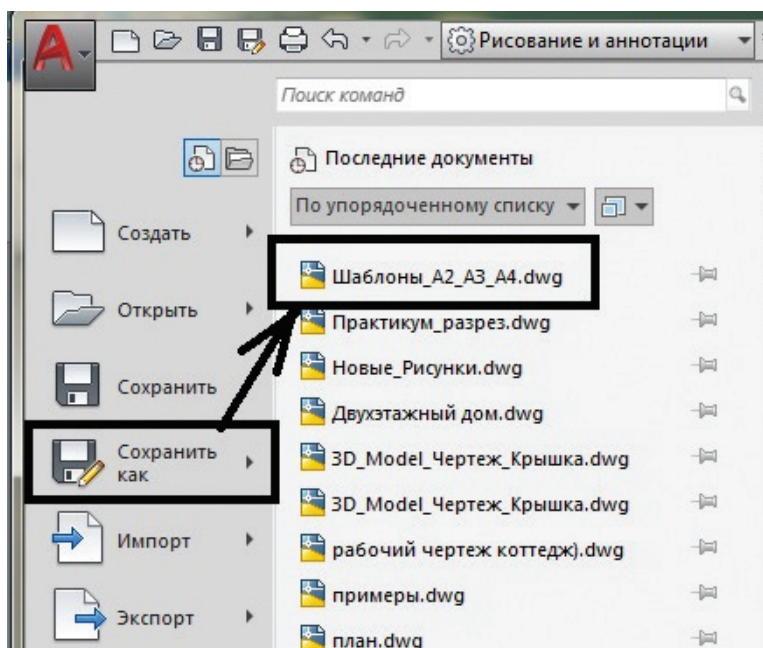 Рисование и аннотации
Поиск команд
Последние документы
По упорядоченному списку
Создать
Шаблоны_А2_А3_А4.dwg
Открыть
Практикум_разрез.dwg
Новые_Рисунки.dwg
Сохранить
Двухэтажный дом.dwg
Сохранить
как
3D_Model_Чертеж_Крышка.dwg
3D_Model_Чертеж_Крышка.dwg
Импорт
рабочий чертеж коттедж).dwg
примеры.dwg
Экспорт
план.dwg